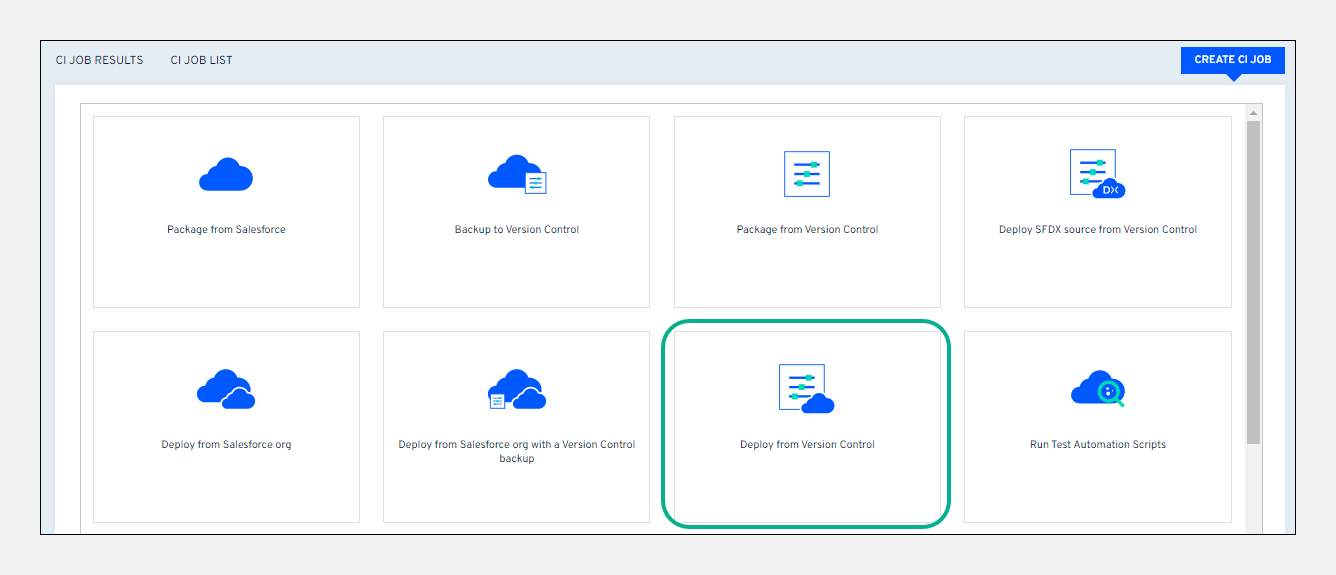 CI JOB RESULTS
CI JOB LIST
CREATE CI JOB
Package from Salesforce
Backup to Version Control
Package from Version Control
DX
Deploy SFDX source from Version Control
Deploy from Salesforce org
Deploy from Salesforce org with a Version Control
backup
Deploy from Version Control
Run Test Automation Scripts